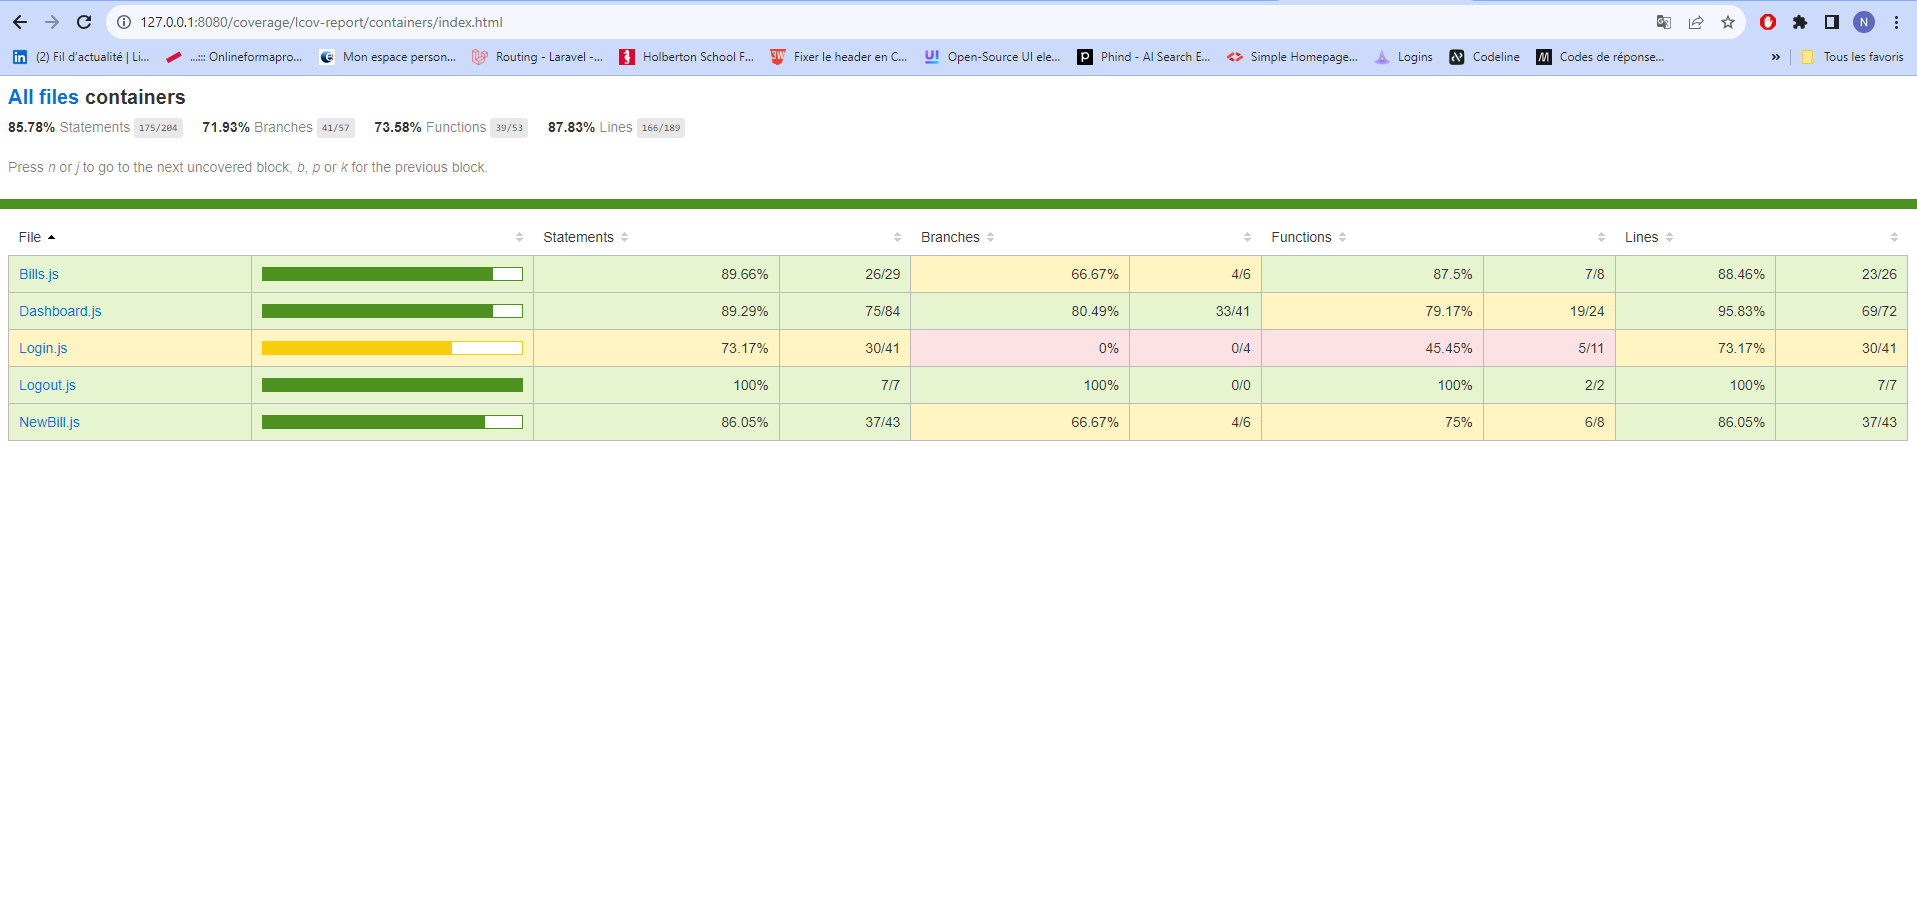 127.0.0.1:8080/coverage/lcov-report/containers/index.html
(2) Fil d'actualité | Li... ...::: Onlineformapro... Mon espace person... Routing - Laravel -... Holberton School F... Fixer le header en C... Open-Source UI ele... Phind - AI Search E... Simple Homepage... Logins Codeline Codes de réponse... » Tous les favoris
All files containers
85.78% Statements 175/204 71.93% Branches 41/57 73.58% Functions 39/53 87.83% Lines 166/189
Press n or j to go to the next uncovered block, b, p or k for the previous block.
File Statements Branches Functions Lines
Bills.js 89.66% 26/29 66.67% 4/6 87.5% 7/8 88.46% 23/26
Dashboard.js 89.29% 75/84 80.49% 33/41 79.17% 19/24 95.83% 69/72
Login.js 73.17% 30/41 0% 0/4 45.45% 5/11 73.17% 30/41
Logout.js 100% 7/7 100% 0/0 100% 2/2 100% 7/7
NewBill.js 86.05% 37/43 66.67% 4/6 75% 6/8 86.05% 37/43